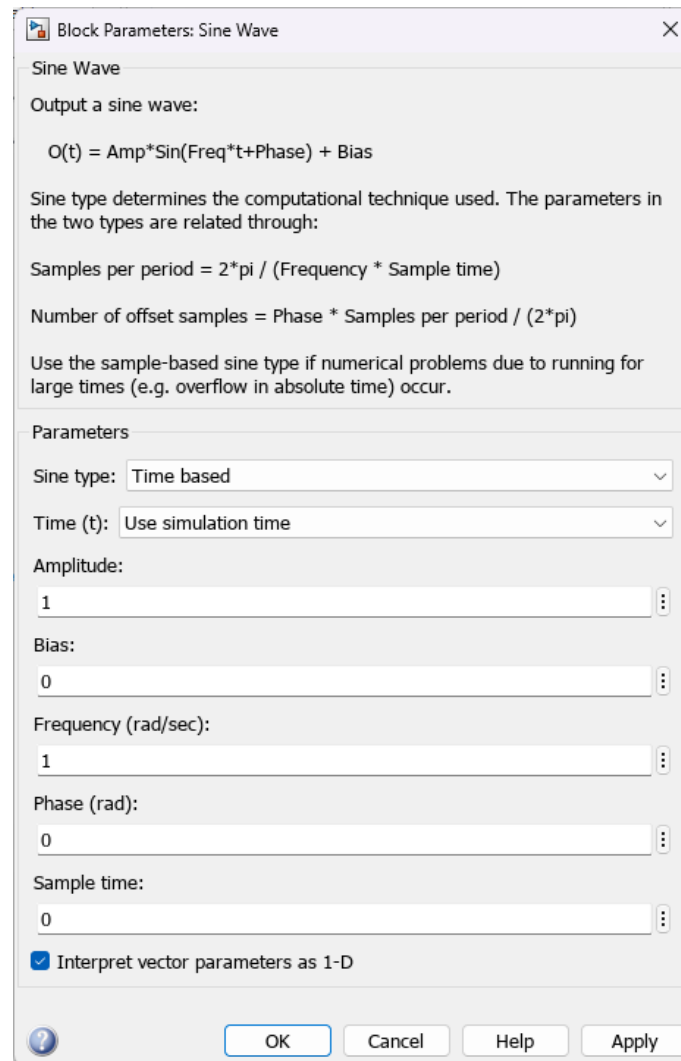 Block Parameters: Sine Wave
Sine Wave
Output a sine wave:
O(t) = Amp*Sin(Freq*t+Phase) + Bias
Sine type determines the computational technique used. The parameters in
the two types are related through:
Samples per period = 2*pi / (Frequency * Sample time)
Number of offset samples = Phase * Samples per period / (2*pi)
Use the sample-based sine type if numerical problems due to running for
large times (e.g. overflow in absolute time) occur.
Parameters
Sine type: Time based
Time (t): Use simulation time
Amplitude:
1
Bias:
0
Frequency (rad/sec):
1
Phase (rad):
0
Sample time:
0
Interpret vector parameters as 1-D
? OK Cancel Help Apply